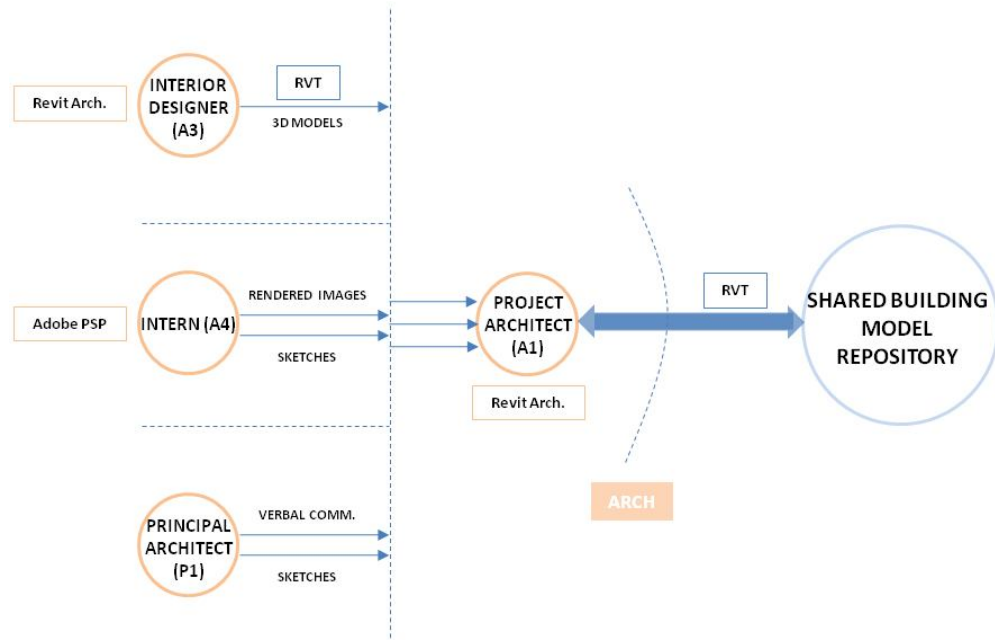 Revit Arch.
INTERIOR
DESIGNER
(A3)
RVT
3D MODELS
Adobe PSP
INTERN (A4)
RENDERED IMAGES
SKETCHES
PROJECT
ARCHITECT
(A1)
Revit Arch.
RVT
SHARED BUILDING
MODEL
REPOSITORY
ARCH
PRINCIPAL
ARCHITECT
(P1)
VERBAL COMM.
SKETCHES